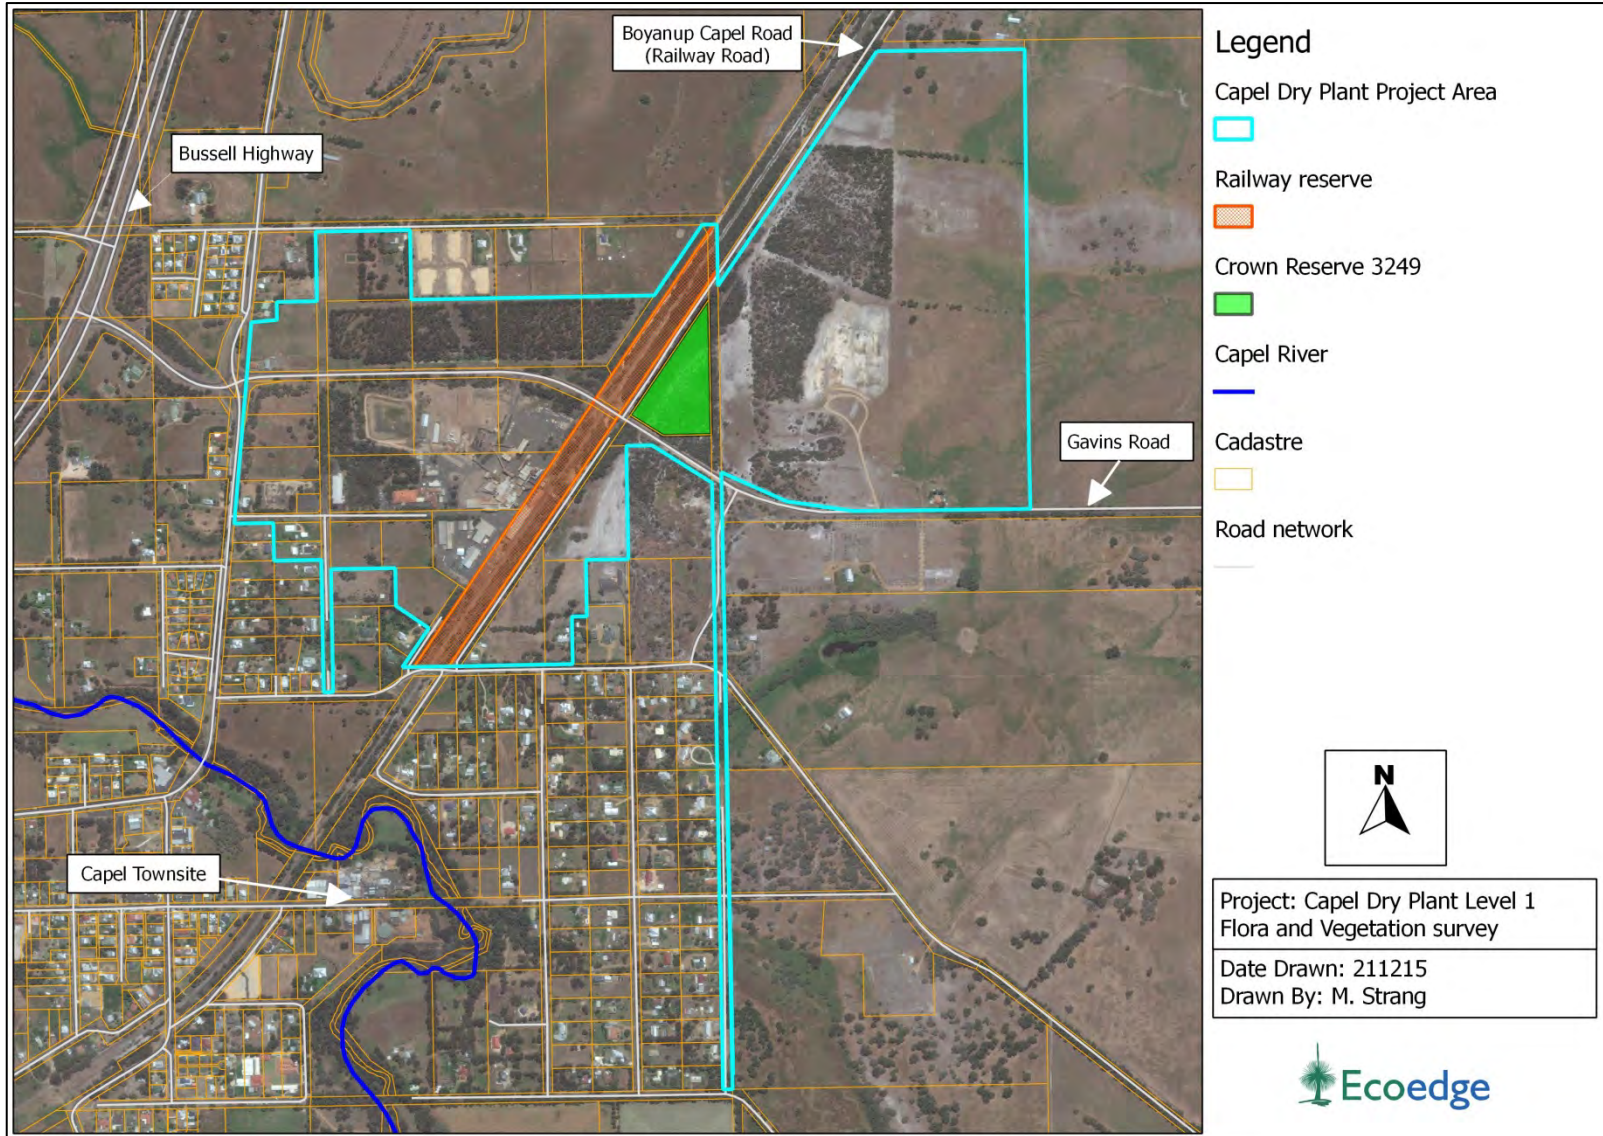 Boyanup Capel Road
(Railway Road)
Bussell Highway
Gavins Road
Capel Townsite
Legend
Capel Dry Plant Project Area
Railway reserve
Crown Reserve 3249
Capel River
Cadastre
Road network
N
Project: Capel Dry Plant Level 1
Flora and Vegetation survey
Date Drawn: 211215
Drawn By: M. Strang
Ecoedge